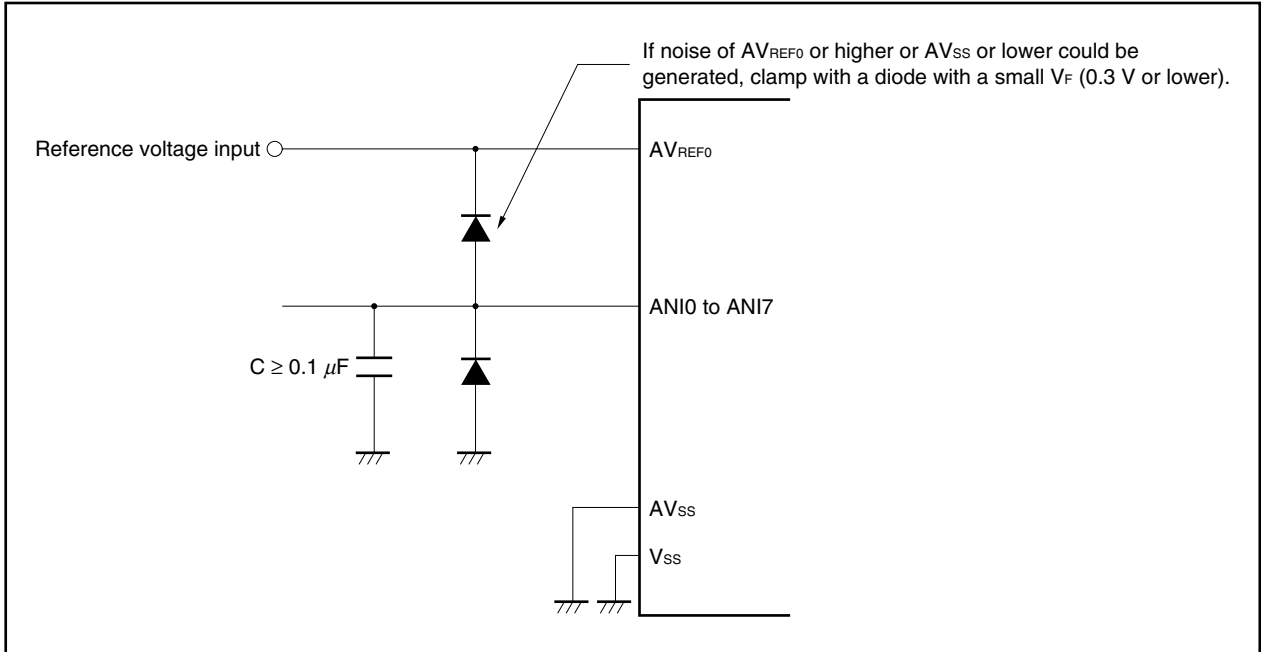 If noise of AVREF0 or higher or AVSS or lower could be
generated, clamp with a diode with a small VF (0.3 V or lower).
Reference voltage input
AVREF0
ANI0 to ANI7
C ≥ 0.1 μF
AVSS
VSS